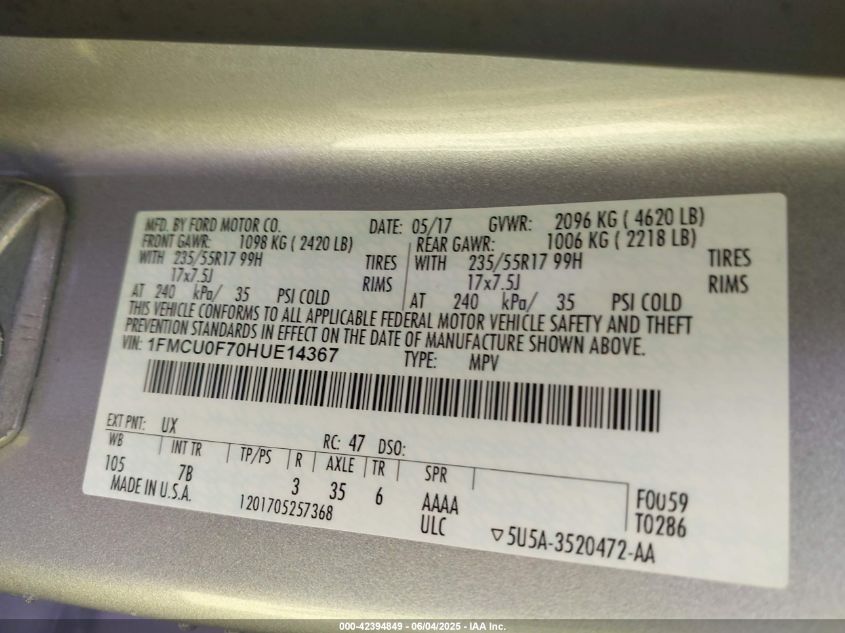 MFD. BY FORD MOTOR CO. DATE: 05/17 GVWR: 2096 KG ( 4620 LB)
FRONT GAWR: 1098 KG ( 2420 LB) REAR GAWR: 1006 KG ( 2218 LB)
WITH 235/55R17 99H TIRES WITH 235/55R17 99H TIRES
17x7.5J RIMS 17x7.5J RIMS
AT 240 kPa/ 35 PSI COLD AT 240 kPa/ 35 PSI COLD
THIS VEHICLE CONFORMS TO ALL APPLICABLE FEDERAL MOTOR VEHICLE SAFETY AND THEFT
PREVENTION STANDARDS IN EFFECT ON THE DATE OF MANUFACTURE SHOWN ABOVE.
VIN: 1FMCU0F70HUE14367 TYPE: MPV
EXT PNT: UX RC: 47 DSO:
WB INT TR TP/PS R AXLE TR SPR
105 7B 3 35 6 AAAA F0059
MADE IN U.S.A. 1201705257368 ULC T0286
5U5A-3520472-AA
000-42394849 - 06/04/2025 - IAA Inc.